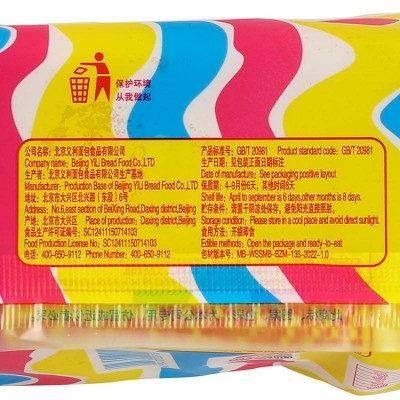 保护环境
从我做起
公司名称：北京义利面包食品有限公司
Company name：Beijing YILI Bread Food Co.,LTD
生产者：北京义利面包食品有限公司生产基地
Manufacturer：Production Base of Beijing YILI Bread Food Co.,LTD
地址：北京市大兴区北兴路（东段）6号
Address：No.6,east section of BeiXing Road,Daxing district,Beijing
产地：北京市大兴区 Place of production：Daxing district,Beijing
食品生产许可证编号：SC12411150714103
Food Production License No：SC12411150714103
电话：400-650-9112 Phone Number：400-650-9112
产品标准号：GB/T 20981 Product standard code：GB/T 20981
生产日期：见包装正面日期标注
Date：See packaging positive layout
保质期：4-9月份6天，其他时间8天
Shelf life：April to september is 6 days,other months is 8 days.
贮存条件：请置于阴凉处保存，避免阳光直接照射。
Storage condition：Please store in a cool place and avoid direct sunlight.
食用方法：开袋即食
Edible methods：Open the package and ready-to-eat
包材版本号：MB-WSSMB-BZM-135-2022-1.0